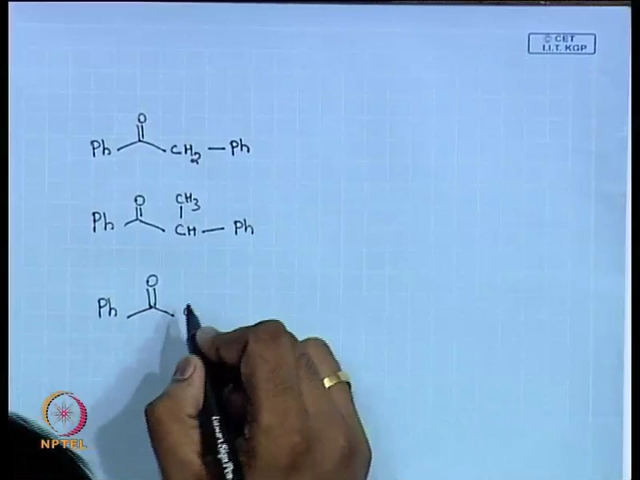 © CET
I.I.T. KGP
O
Ph CH2 — Ph
O CH3
Ph CH — Ph
O
Ph
NPTEL